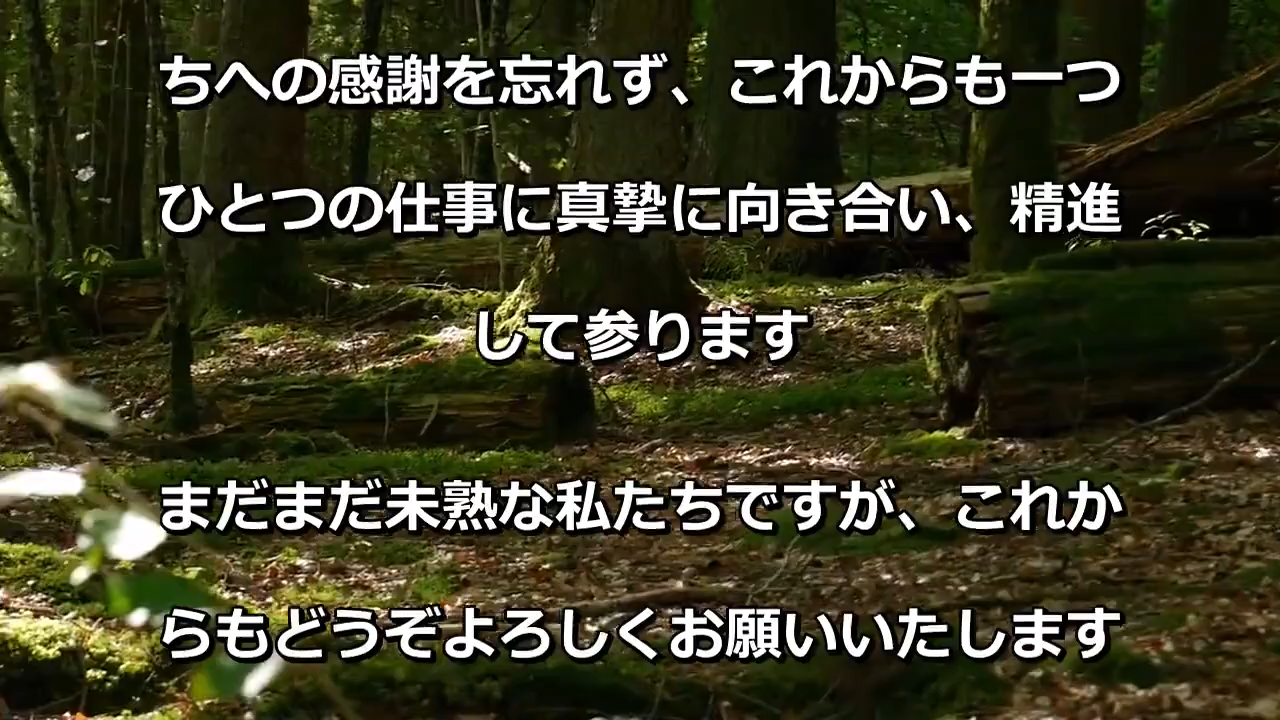 ちへの感謝を忘れず、これからも一つ
ひとつの仕事に真摯に向き合い、精進
して参ります
まだまだ未熟な私たちですが、これか
らもどうぞよろしくお願いいたします